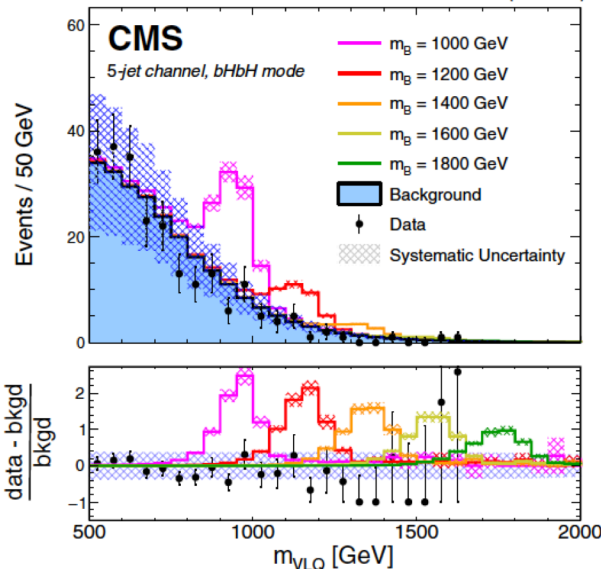 60
40
20
0
Events / 50 GeV
CMS
5-jet channel, bHbH mode
m_B = 1000 GeV
m_B = 1200 GeV
m_B = 1400 GeV
m_B = 1600 GeV
m_B = 1800 GeV
Background
Data
Systematic Uncertainty
data - bkgd
bkgd
2
1
0
−1
500
1000
1500
2000
m_VLQ [GeV]